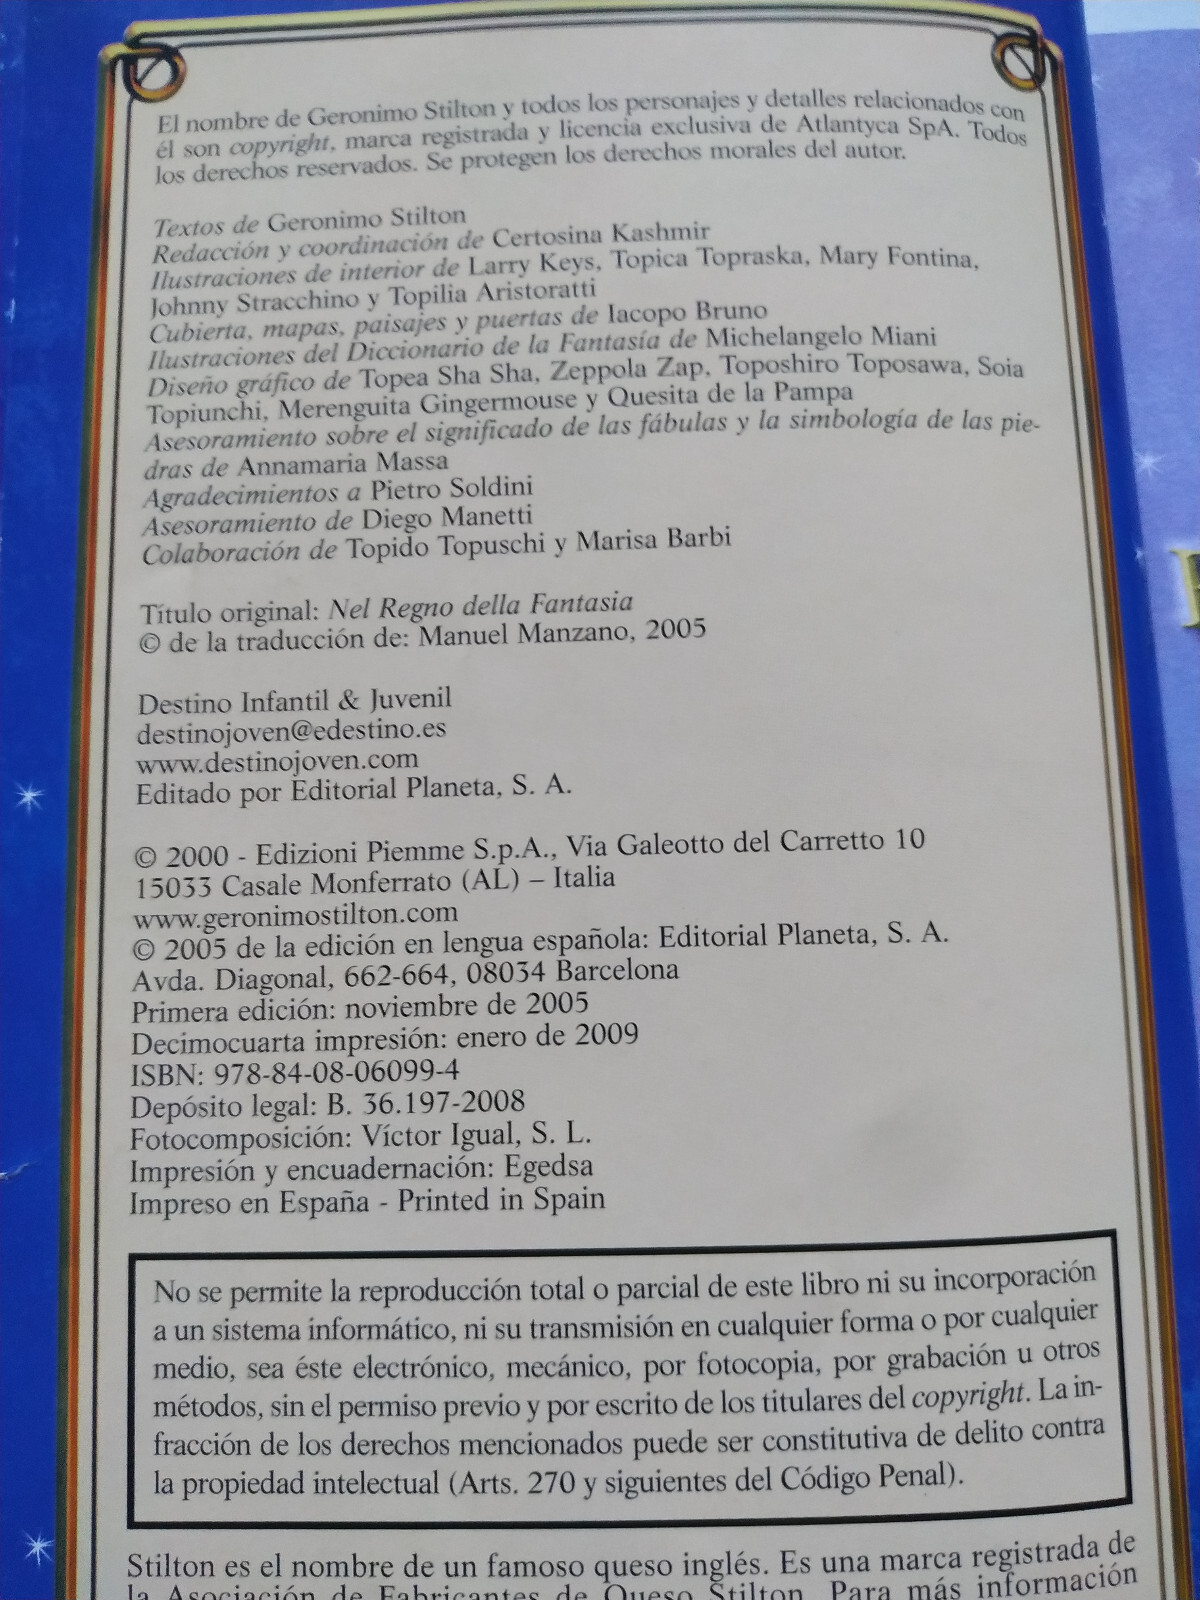 El nombre de Geronimo Stilton y todos los personajes y detalles relacionados con
él son copyright, marca registrada y licencia exclusiva de Atlantyca SpA. Todos
los derechos reservados. Se protegen los derechos morales del autor.
Textos de Geronimo Stilton
Redacción y coordinación de Certosina Kashmir
Ilustraciones de interior de Larry Keys, Topica Topraska, Mary Fontina,
Johnny Stracchino y Topilia Aristoratti
Cubierta, mapas, paisajes y puertas de Iacopo Bruno
Ilustraciones del Diccionario de la Fantasía de Michelangelo Miani
Diseño gráfico de Topea Sha Sha, Zeppola Zap, Toposhiro Toposawa, Soia
Topiunchi, Merenguita Gingermouse y Quesita de la Pampa
Asesoramiento sobre el significado de las fábulas y la simbología de las pie-
dras de Annamaria Massa
Agradecimientos a Pietro Soldini
Asesoramiento de Diego Manetti
Colaboración de Topido Topuschi y Marisa Barbi
Título original: Nel Regno della Fantasia
© de la traducción de: Manuel Manzano, 2005
Destino Infantil & Juvenil
destinojoven@edestino.es
www.destinojoven.com
Editado por Editorial Planeta, S. A.
© 2000 - Edizioni Piemme S.p.A., Via Galeotto del Carretto 10
15033 Casale Monferrato (AL) – Italia
www.geronimostilton.com
© 2005 de la edición en lengua española: Editorial Planeta, S. A.
Avda. Diagonal, 662-664, 08034 Barcelona
Primera edición: noviembre de 2005
Decimocuarta impresión: enero de 2009
ISBN: 978-84-08-06099-4
Depósito legal: B. 36.197-2008
Fotocomposición: Víctor Igual, S. L.
Impresión y encuadernación: Egedsa
Impreso en España - Printed in Spain
No se permite la reproducción total o parcial de este libro ni su incorporación
a un sistema informático, ni su transmisión en cualquier forma o por cualquier
medio, sea éste electrónico, mecánico, por fotocopia, por grabación u otros
métodos, sin el permiso previo y por escrito de los titulares del copyright. La in-
fracción de los derechos mencionados puede ser constitutiva de delito contra
la propiedad intelectual (Arts. 270 y siguientes del Código Penal).
Stilton es el nombre de un famoso queso inglés. Es una marca registrada de
la Asociación de Fabricantes de Queso Stilton. Para más información